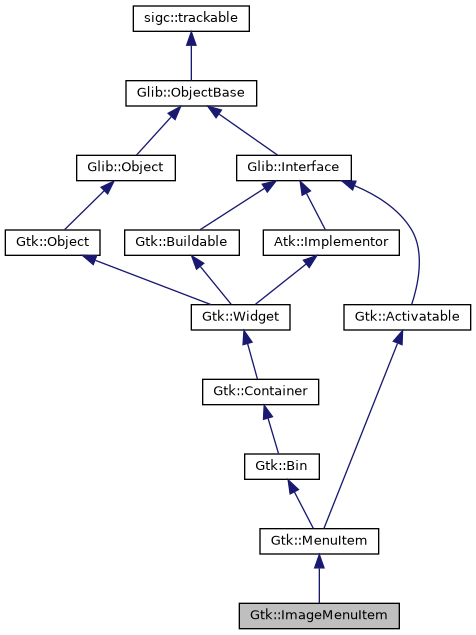 sigc::trackable
Glib::ObjectBase
Glib::Object
Glib::Interface
Gtk::Object
Gtk::Buildable
Atk::Implementor
Gtk::Widget
Gtk::Activatable
Gtk::Container
Gtk::Bin
Gtk::MenuItem
Gtk::ImageMenuItem